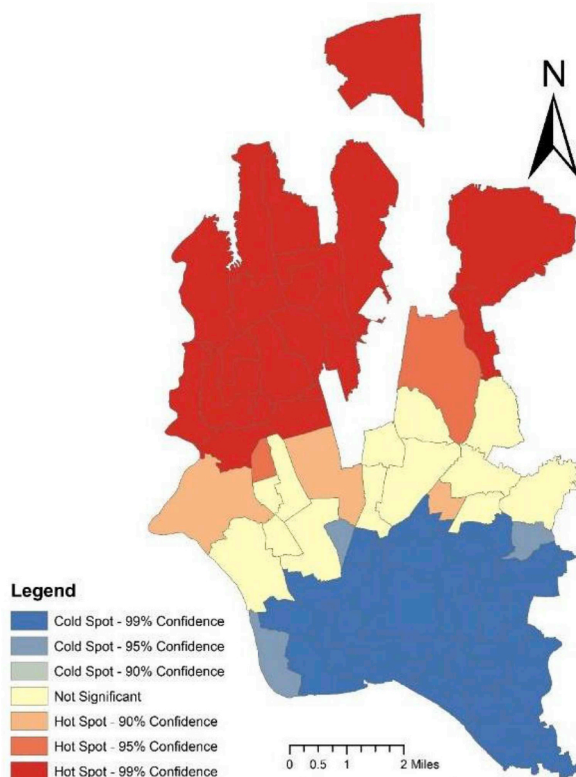 N
Legend
Cold Spot - 99% Confidence
Cold Spot - 95% Confidence
Cold Spot - 90% Confidence
Not Significant
Hot Spot - 90% Confidence
Hot Spot - 95% Confidence
Hot Spot - 99% Confidence
0 0.5 1 2 Miles